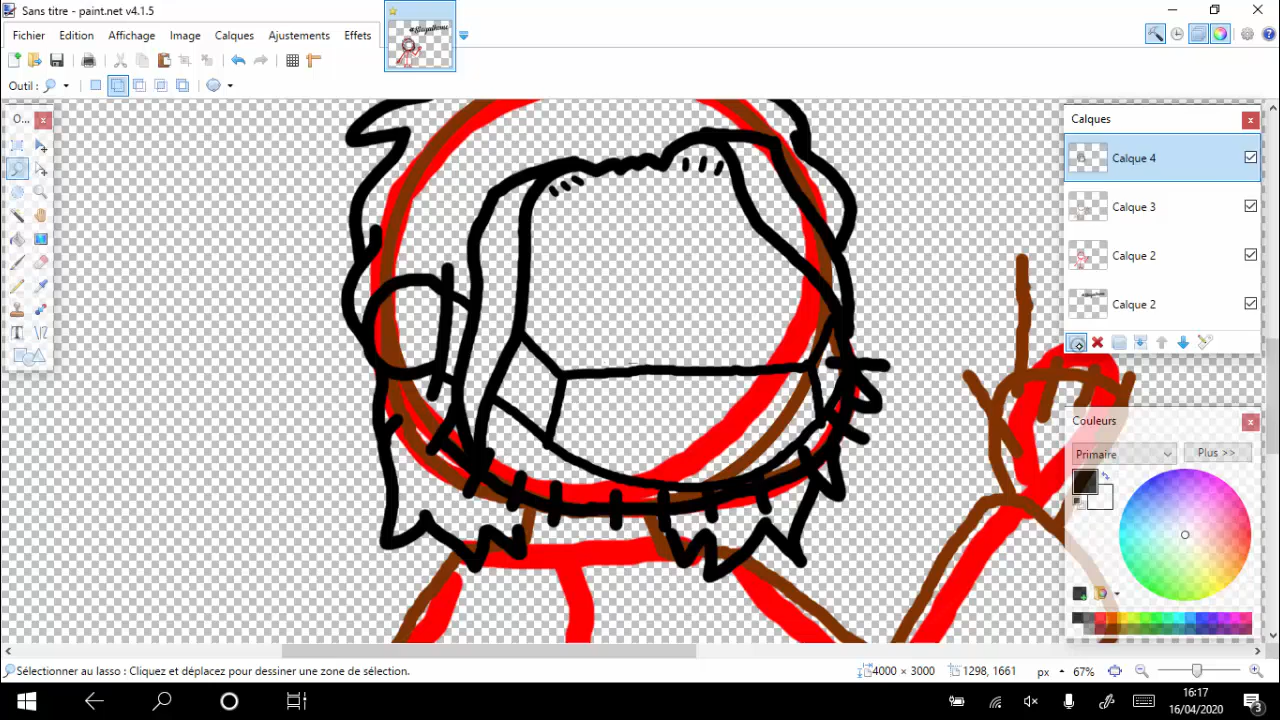 Sans titre - paint.net v4.1.5
Fichier Edition Affichage Image Calques Ajustements Effets
Outil :
O...
Calques
Calque 4
Calque 3
Calque 2
Calque 2
Couleurs
Primaire
Plus >>
Sélectionner au lasso : Cliquez et déplacez pour dessiner une zone de sélection.
4000 × 3000
1298, 1661
px
67%
16:17
16/04/2020
3